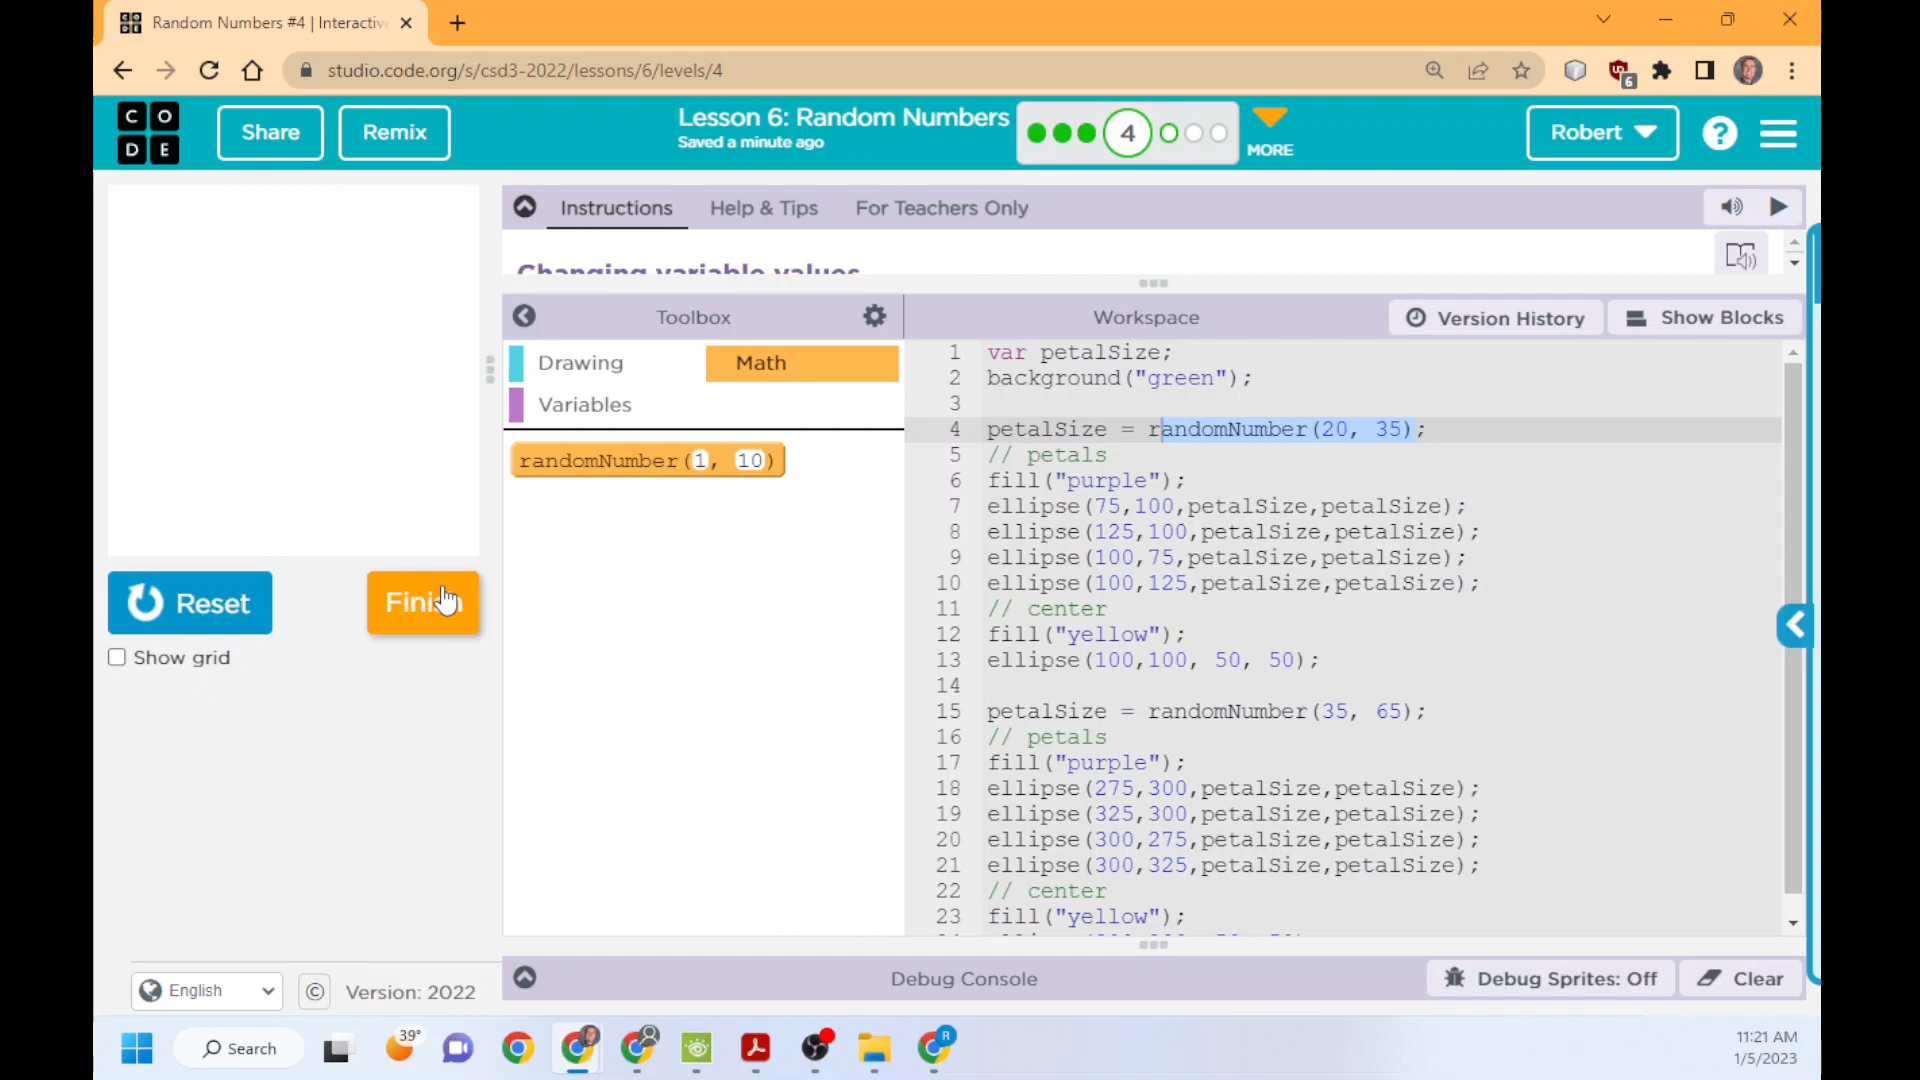 Random Numbers #4 | Interactiv
studio.code.org/s/csd3-2022/lessons/6/levels/4
6
C O
D E
Share
Remix
Lesson 6: Random Numbers
Saved a minute ago
4
MORE
Robert
?
Instructions
Help & Tips
For Teachers Only
Changing variable values
Toolbox
Workspace
Version History
Show Blocks
Drawing
Math
Variables
randomNumber(1, 10)
1 var petalSize;
2 background("green");
3
4 petalSize = randomNumber(20, 35);
5 // petals
6 fill("purple");
7 ellipse(75,100,petalSize,petalSize);
8 ellipse(125,100,petalSize,petalSize);
9 ellipse(100,75,petalSize,petalSize);
10 ellipse(100,125,petalSize,petalSize);
11 // center
12 fill("yellow");
13 ellipse(100,100, 50, 50);
14
15 petalSize = randomNumber(35, 65);
16 // petals
17 fill("purple");
18 ellipse(275,300,petalSize,petalSize);
19 ellipse(325,300,petalSize,petalSize);
20 ellipse(300,275,petalSize,petalSize);
21 ellipse(300,325,petalSize,petalSize);
22 // center
23 fill("yellow");
Reset
Finish
Show grid
English
©
Version: 2022
Debug Console
Debug Sprites: Off
Clear
Search
39°
R
11:21 AM
1/5/2023